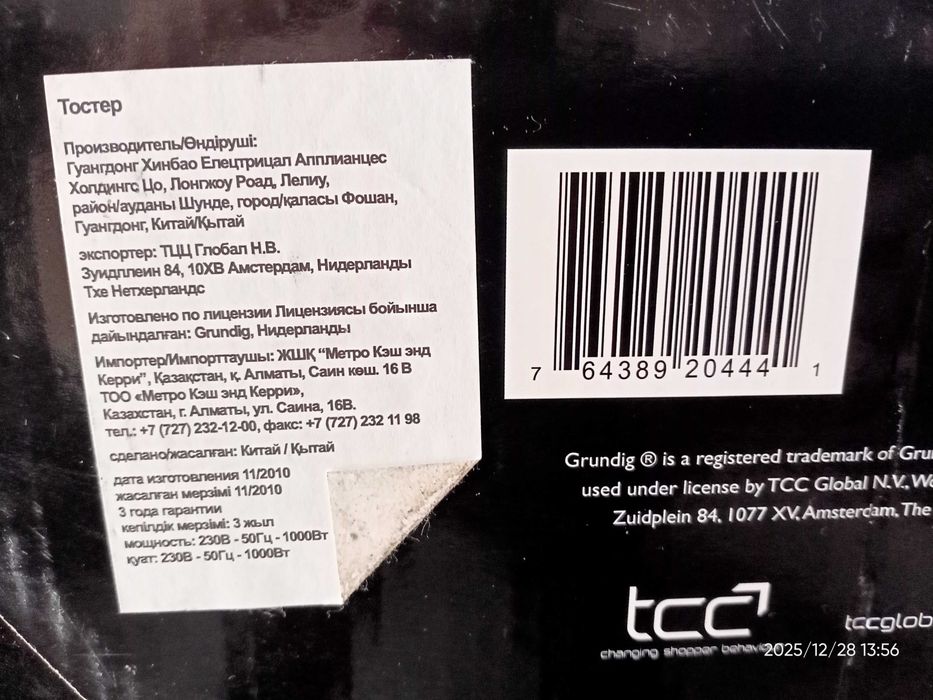 Тостер
Производитель/Өндіруші:
Гуангдонг Хинбао Елецтрицал Апплианцес
Холдингс Цо, Лонгжоу Роад, Лелиу,
район/ауданы Шунде, город/қаласы Фошан,
Гуангдонг, Китай/Қытай
экспортер: ТЦЦ Глобал Н.В.
Зуидплеин 84, 10ХВ Амстердам, Нидерланды
Тхе Нетхерландс
Изготовлено по лицензии Лицензиясы бойынша
дайындалған: Grundig, Нидерланды
Импортер/Импорттаушы: ЖШҚ “Метро Кэш энд
Керри”, Қазақстан, қ. Алматы, Саин көш. 16 В
ТОО «Метро Кэш энд Керри»,
Казахстан, г. Алматы, ул. Саина, 16В.
тел.: +7 (727) 232-12-00, факс: +7 (727) 232 11 98
сделано/жасалған: Китай / Қытай
дата изготовления 11/2010
жасалған мерзімі 11/2010
3 года гарантии
кепілдік мерзімі: 3 жыл
мощность: 230В - 50Гц - 1000Вт
қуат: 230В - 50Гц - 1000Вт
7 64389 20444 1
Grundig ® is a registered trademark of Gru
used under license by TCC Global N.V., Wo
Zuidplein 84, 1077 XV, Amsterdam, The
tcc
changing shopper behavio
tccglob
2025/12/28 13:56